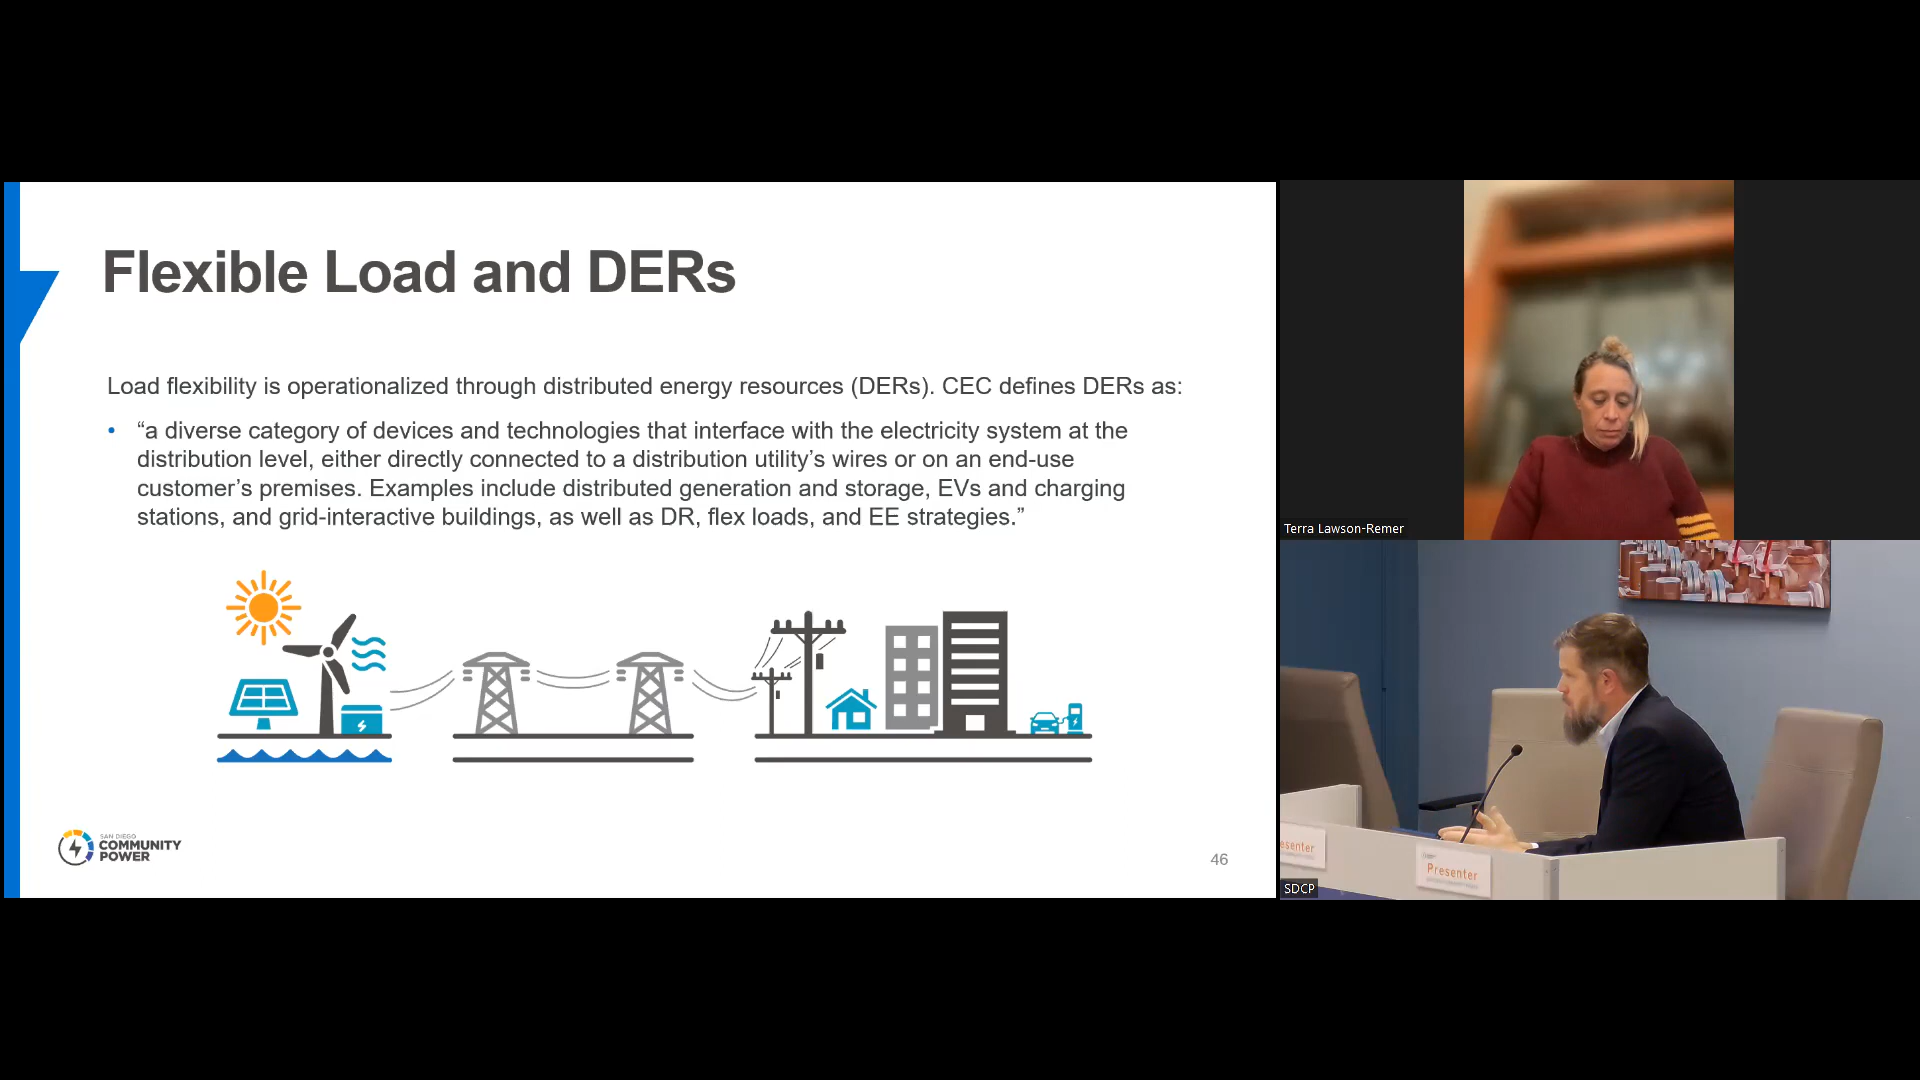 Flexible Load and DERs
Load flexibility is operationalized through distributed energy resources (DERs). CEC defines DERs as:
• “a diverse category of devices and technologies that interface with the electricity system at the
distribution level, either directly connected to a distribution utility’s wires or on an end-use
customer’s premises. Examples include distributed generation and storage, EVs and charging
stations, and grid-interactive buildings, as well as DR, flex loads, and EE strategies.”
SAN DIEGO
COMMUNITY
POWER
46
Terra Lawson-Remer
esenter
Presenter
SDCP